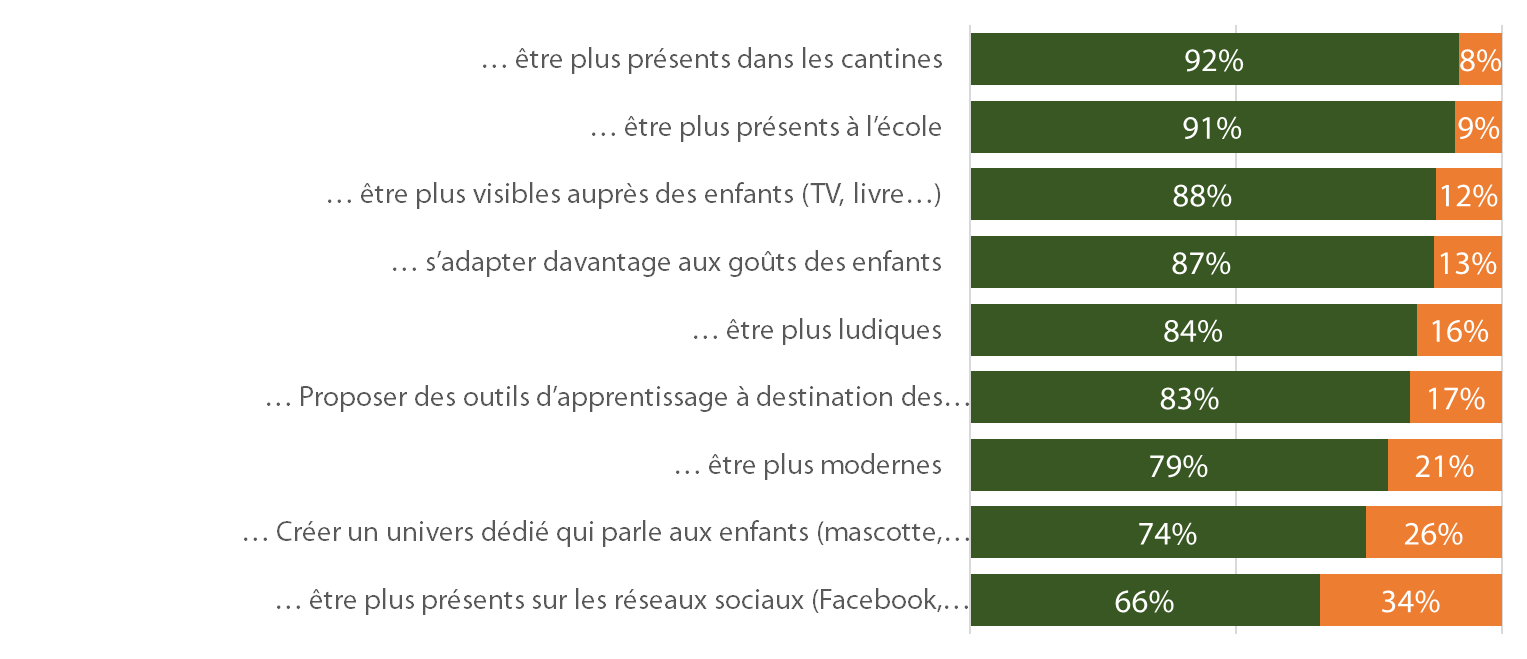 … être plus présents dans les cantines 92% 8%
… être plus présents à l’école 91% 9%
… être plus visibles auprès des enfants (TV, livre…) 88% 12%
… s’adapter davantage aux goûts des enfants 87% 13%
… être plus ludiques 84% 16%
… Proposer des outils d’apprentissage à destination des… 83% 17%
… être plus modernes 79% 21%
… Créer un univers dédié qui parle aux enfants (mascotte,… 74% 26%
… être plus présents sur les réseaux sociaux (Facebook,… 66% 34%